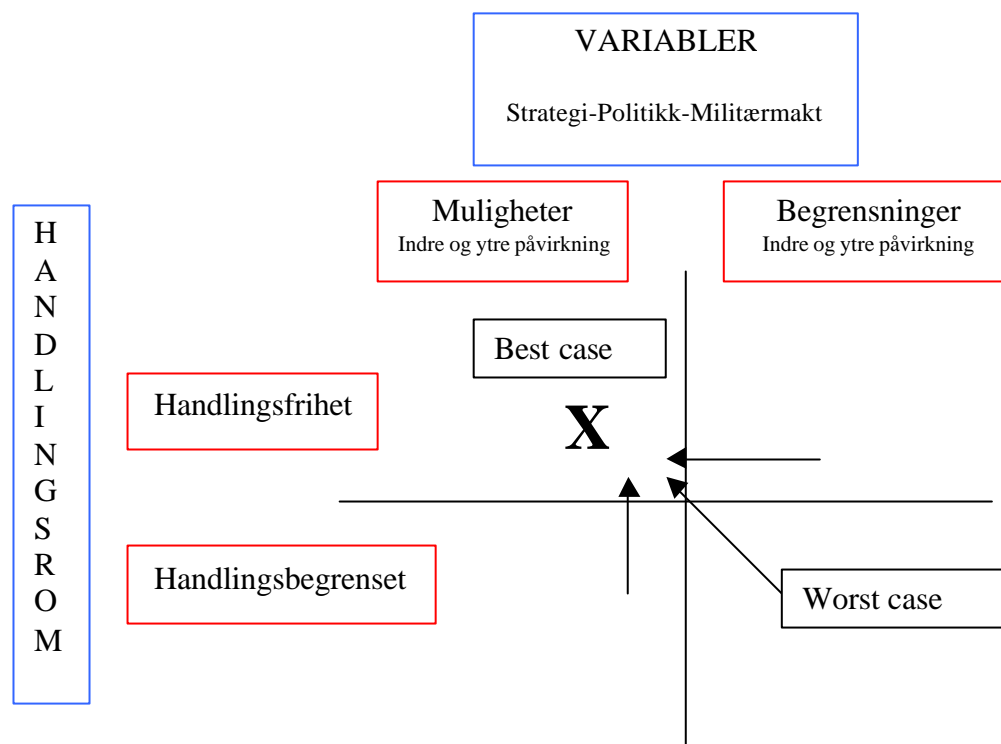 VARIABLER
Strategi-Politikk-Militærmakt
Muligheter
Indre og ytre påvirkning
Begrensninger
Indre og ytre påvirkning
H
A
N
D
L
I
N
G
S
R
O
M
Best case
X
Handlingsfrihet
Handlingsbegrenset
Worst case